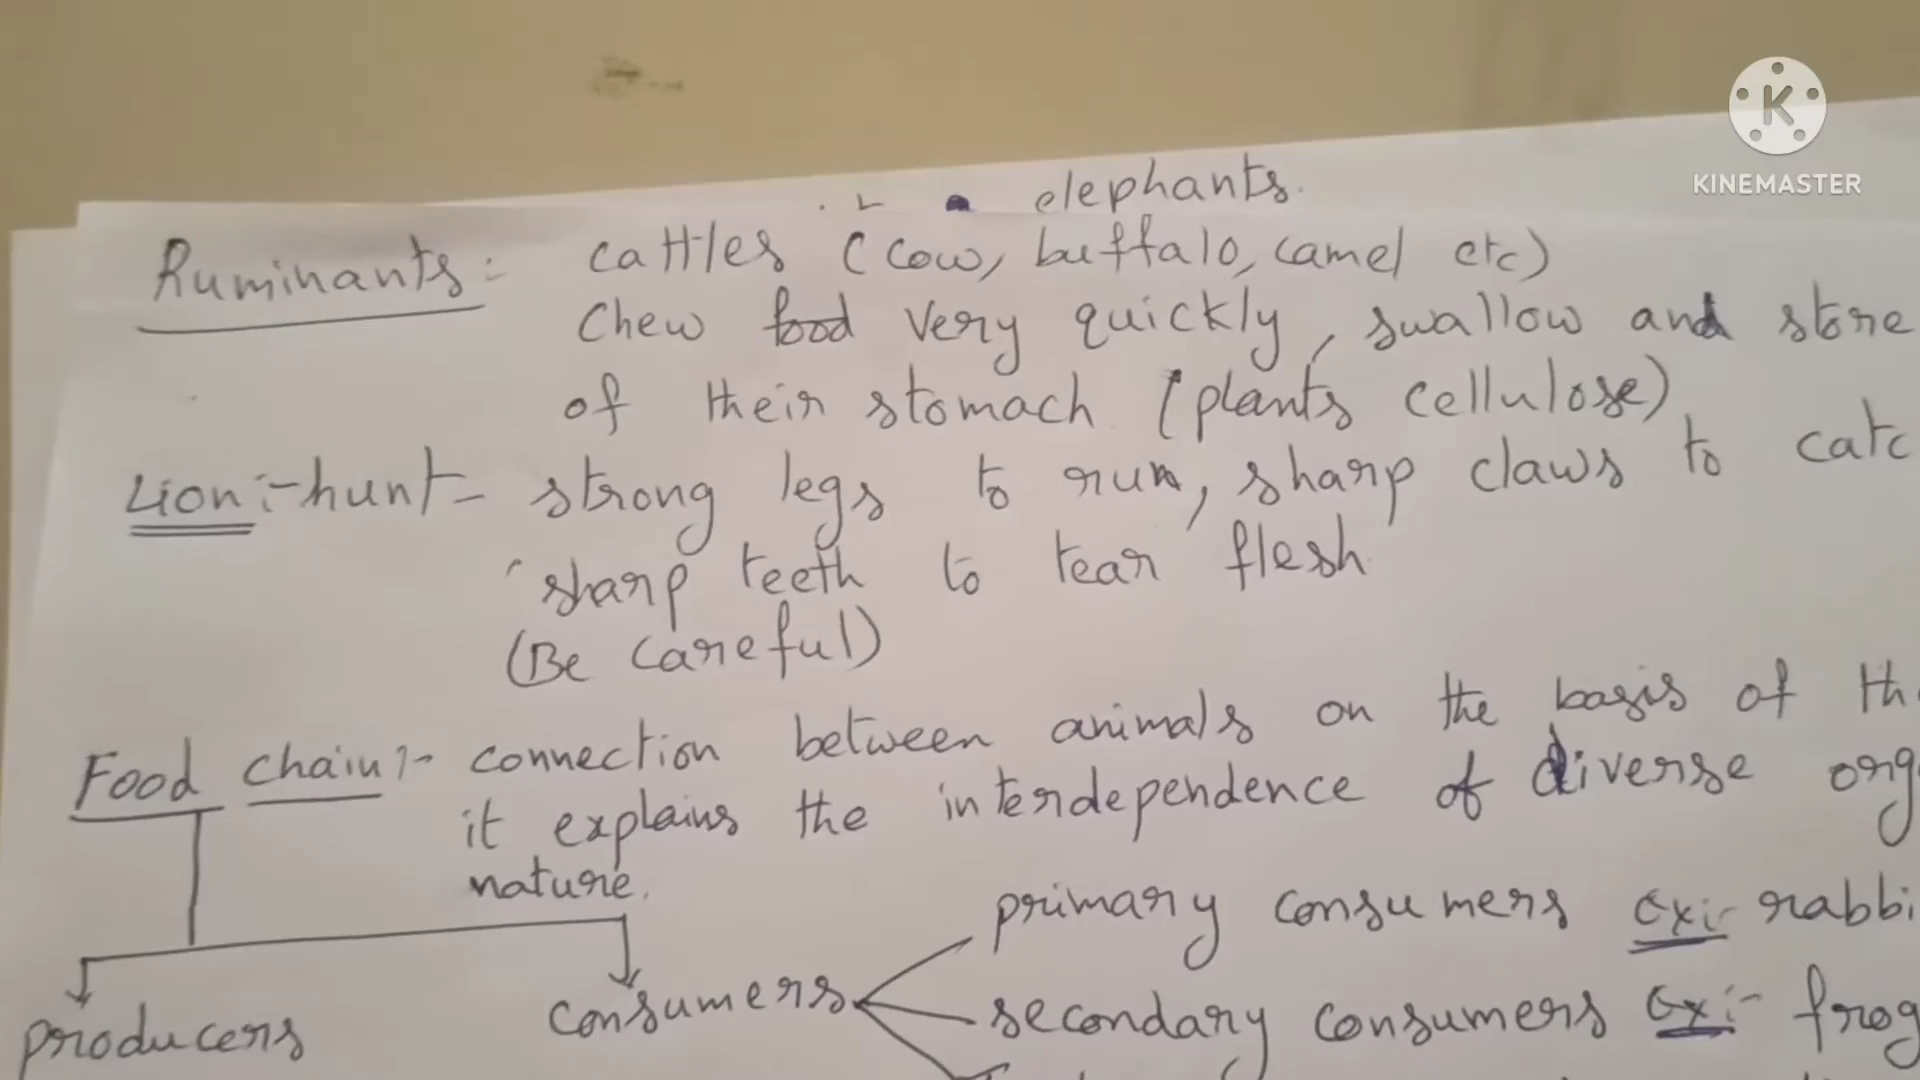 elephants.
KINEMASTER
Ruminants:- cattles (cow, buffalo, camel etc)
Chew food very quickly, swallow and store
of their stomach (plants cellulose)
Lion:- hunt- strong legs to run, sharp claws to catc
sharp teeth to tear flesh
(Be careful)
Food chain:- connection between animals on the basis of th
it explains the interdependence of diverse org
nature.
primary consumers Ex:- rabbi
producers consumers secondary consumers Ex:- frog